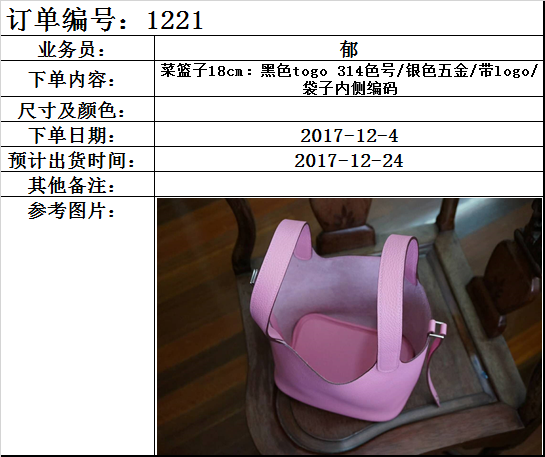 订单编号：1221
业务员： 郁
下单内容： 菜篮子18cm：黑色togo 314色号/银色五金/带logo/
袋子内侧编码
尺寸及颜色：
下单日期： 2017-12-4
预计出货时间： 2017-12-24
其他备注：
参考图片：